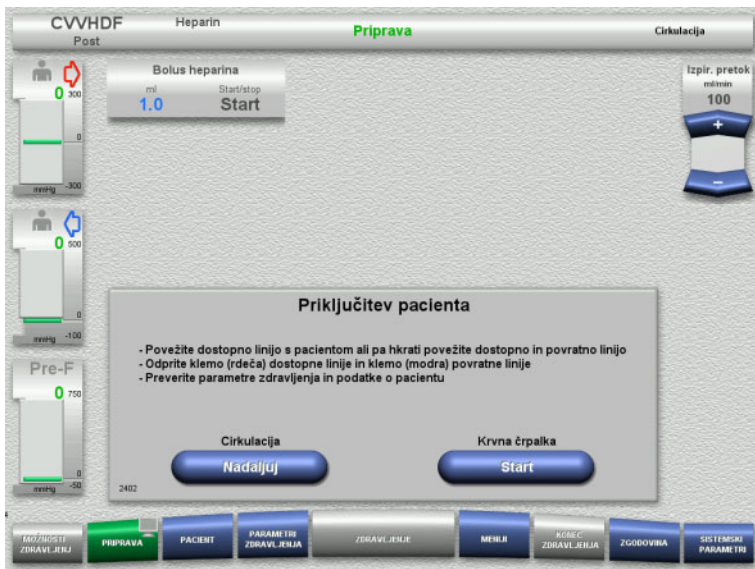 CVVHDF
Heparin
Priprava
Cirkulacija
Post
Bolus heparina
ml
Start/stop
1.0
Start
Izpir. pretok
ml/min
100
+
−
0
300
0
-300
mmHg
0
500
0
-100
mmHg
Pre-F
0
750
0
-50
mmHg
Priključitev pacienta
- Povežite dostopno linijo s pacientom ali pa hkrati povežite dostopno in povratno linijo
- Odprite klemo (rdeča) dostopne linije in klemo (modra) povratne linije
- Preverite parametre zdravljenja in podatke o pacientu
Cirkulacija
Krvna črpalka
Nadaljuj
Start
2402
MOŽNOSTI ZDRAVLJENJ
PRIPRAVA
PACIENT
PARAMETRI ZDRAVLJENJA
ZDRAVLJENJE
MENIJI
KONEC ZDRAVLJENJA
ZGODOVINA
SISTEMSKI PARAMETRI